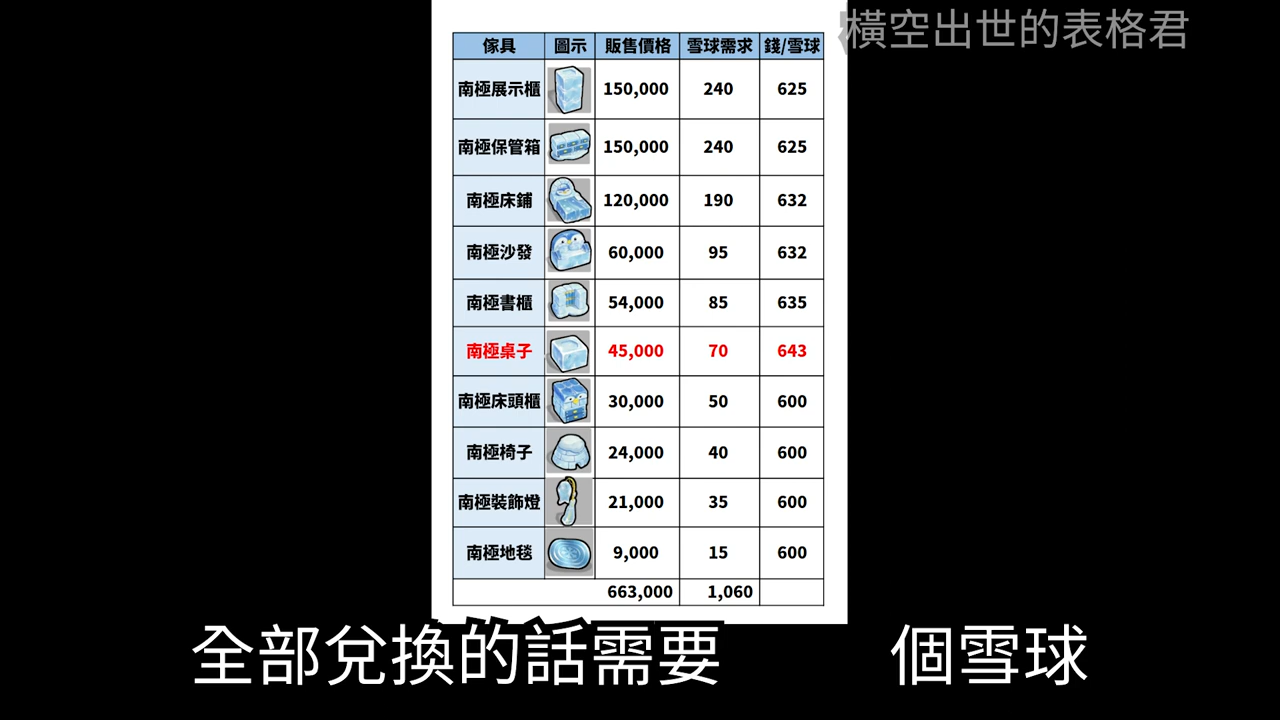 橫空出世的表格君
傢具 圖示 販售價格 雪球需求 錢/雪球
南極展示櫃 150,000 240 625
南極保管箱 150,000 240 625
南極床鋪 120,000 190 632
南極沙發 60,000 95 632
南極書櫃 54,000 85 635
南極桌子 45,000 70 643
南極床頭櫃 30,000 50 600
南極椅子 24,000 40 600
南極裝飾燈 21,000 35 600
南極地毯 9,000 15 600
663,000 1,060
全部兌換的話需要 個雪球